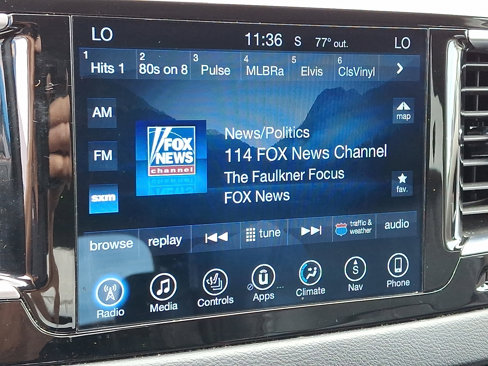 LO 11:36 S 77° out. LO
1 Hits 1 2 80s on 8 3 Pulse 4 MLBRa 5 Elvis 6 ClsVinyl
AM
map
FOX
NEWS
channel
News/Politics
FM
114 FOX News Channel
The Faulkner Focus
fav.
sxm
FOX News
browse replay tune traffic & weather audio
Radio Media Controls Apps Climate Nav Phone